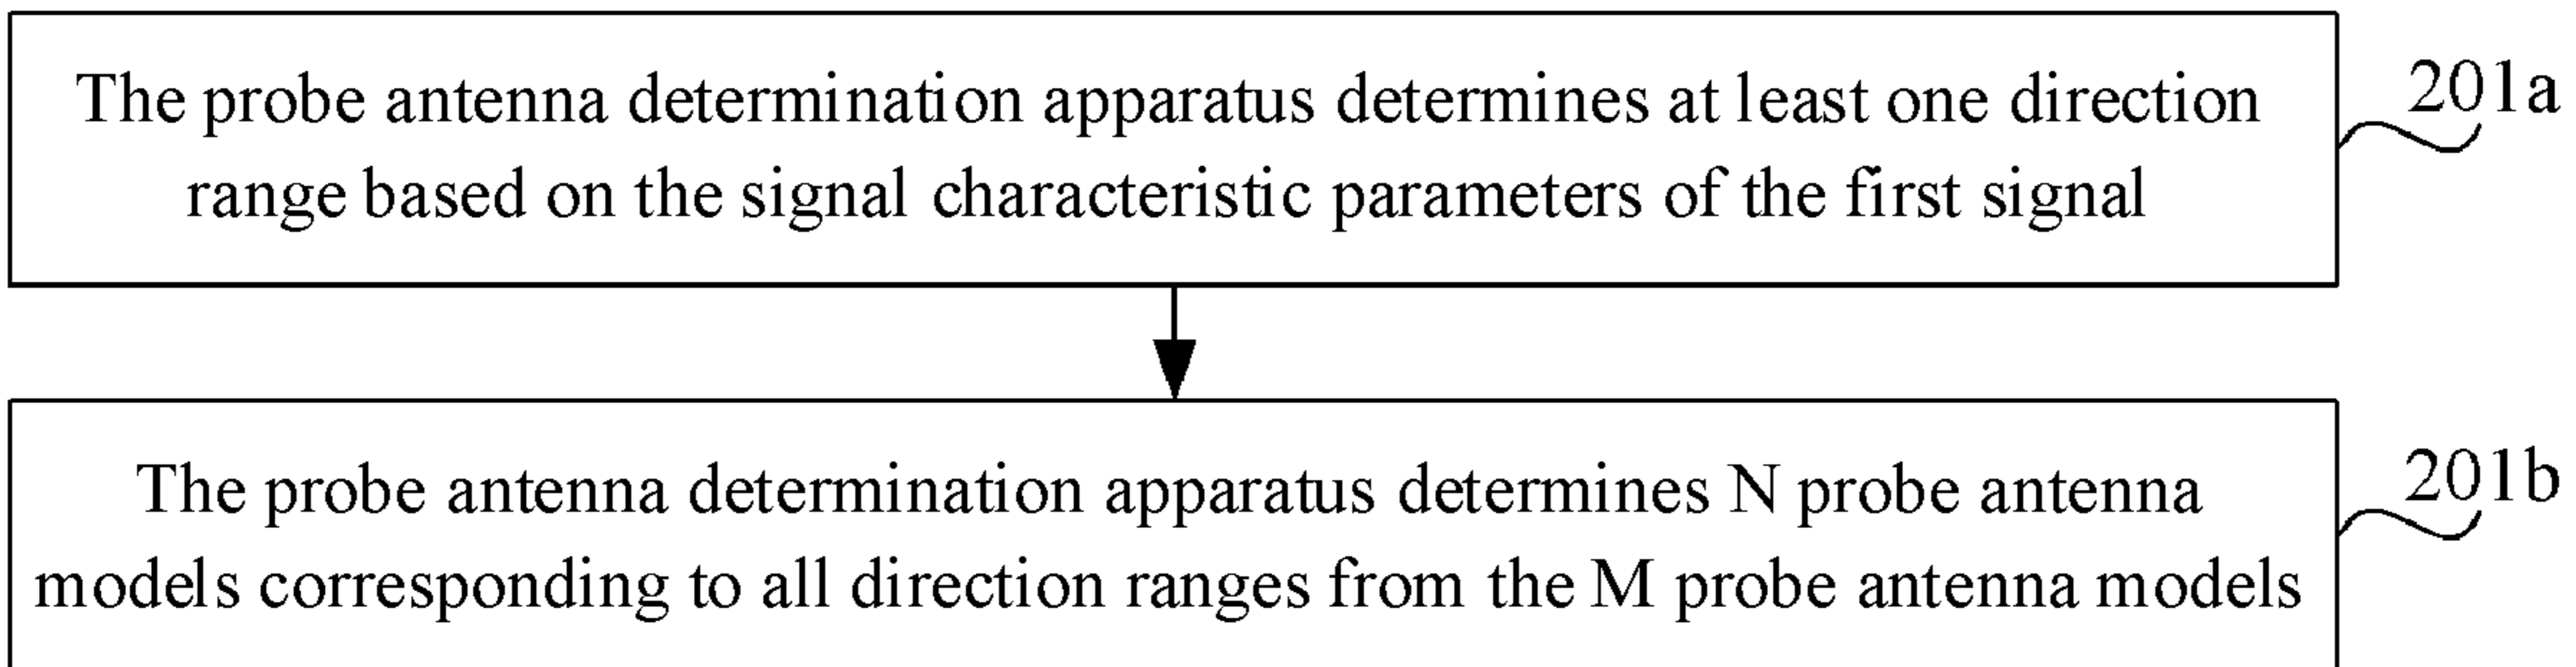 The probe antenna determination apparatus determines at least one direction
range based on the signal characteristic parameters of the first signal
201a
The probe antenna determination apparatus determines N probe antenna
models corresponding to all direction ranges from the M probe antenna models
201b